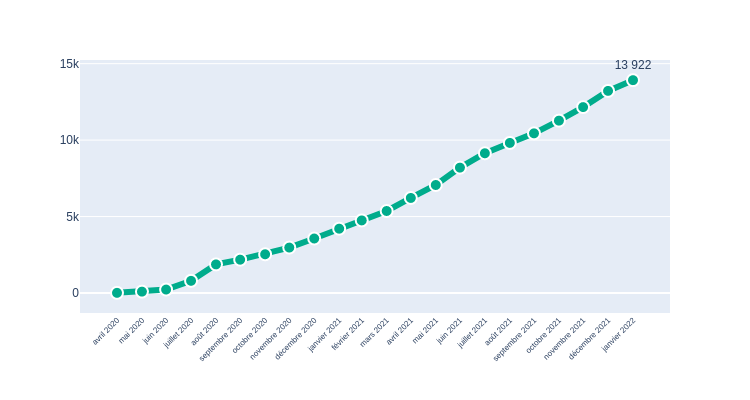 15k
13 922
10k
5k
0
avril 2020
mai 2020
juin 2020
juillet 2020
août 2020
septembre 2020
octobre 2020
novembre 2020
décembre 2020
janvier 2021
février 2021
mars 2021
avril 2021
mai 2021
juin 2021
juillet 2021
août 2021
septembre 2021
octobre 2021
novembre 2021
décembre 2021
janvier 2022